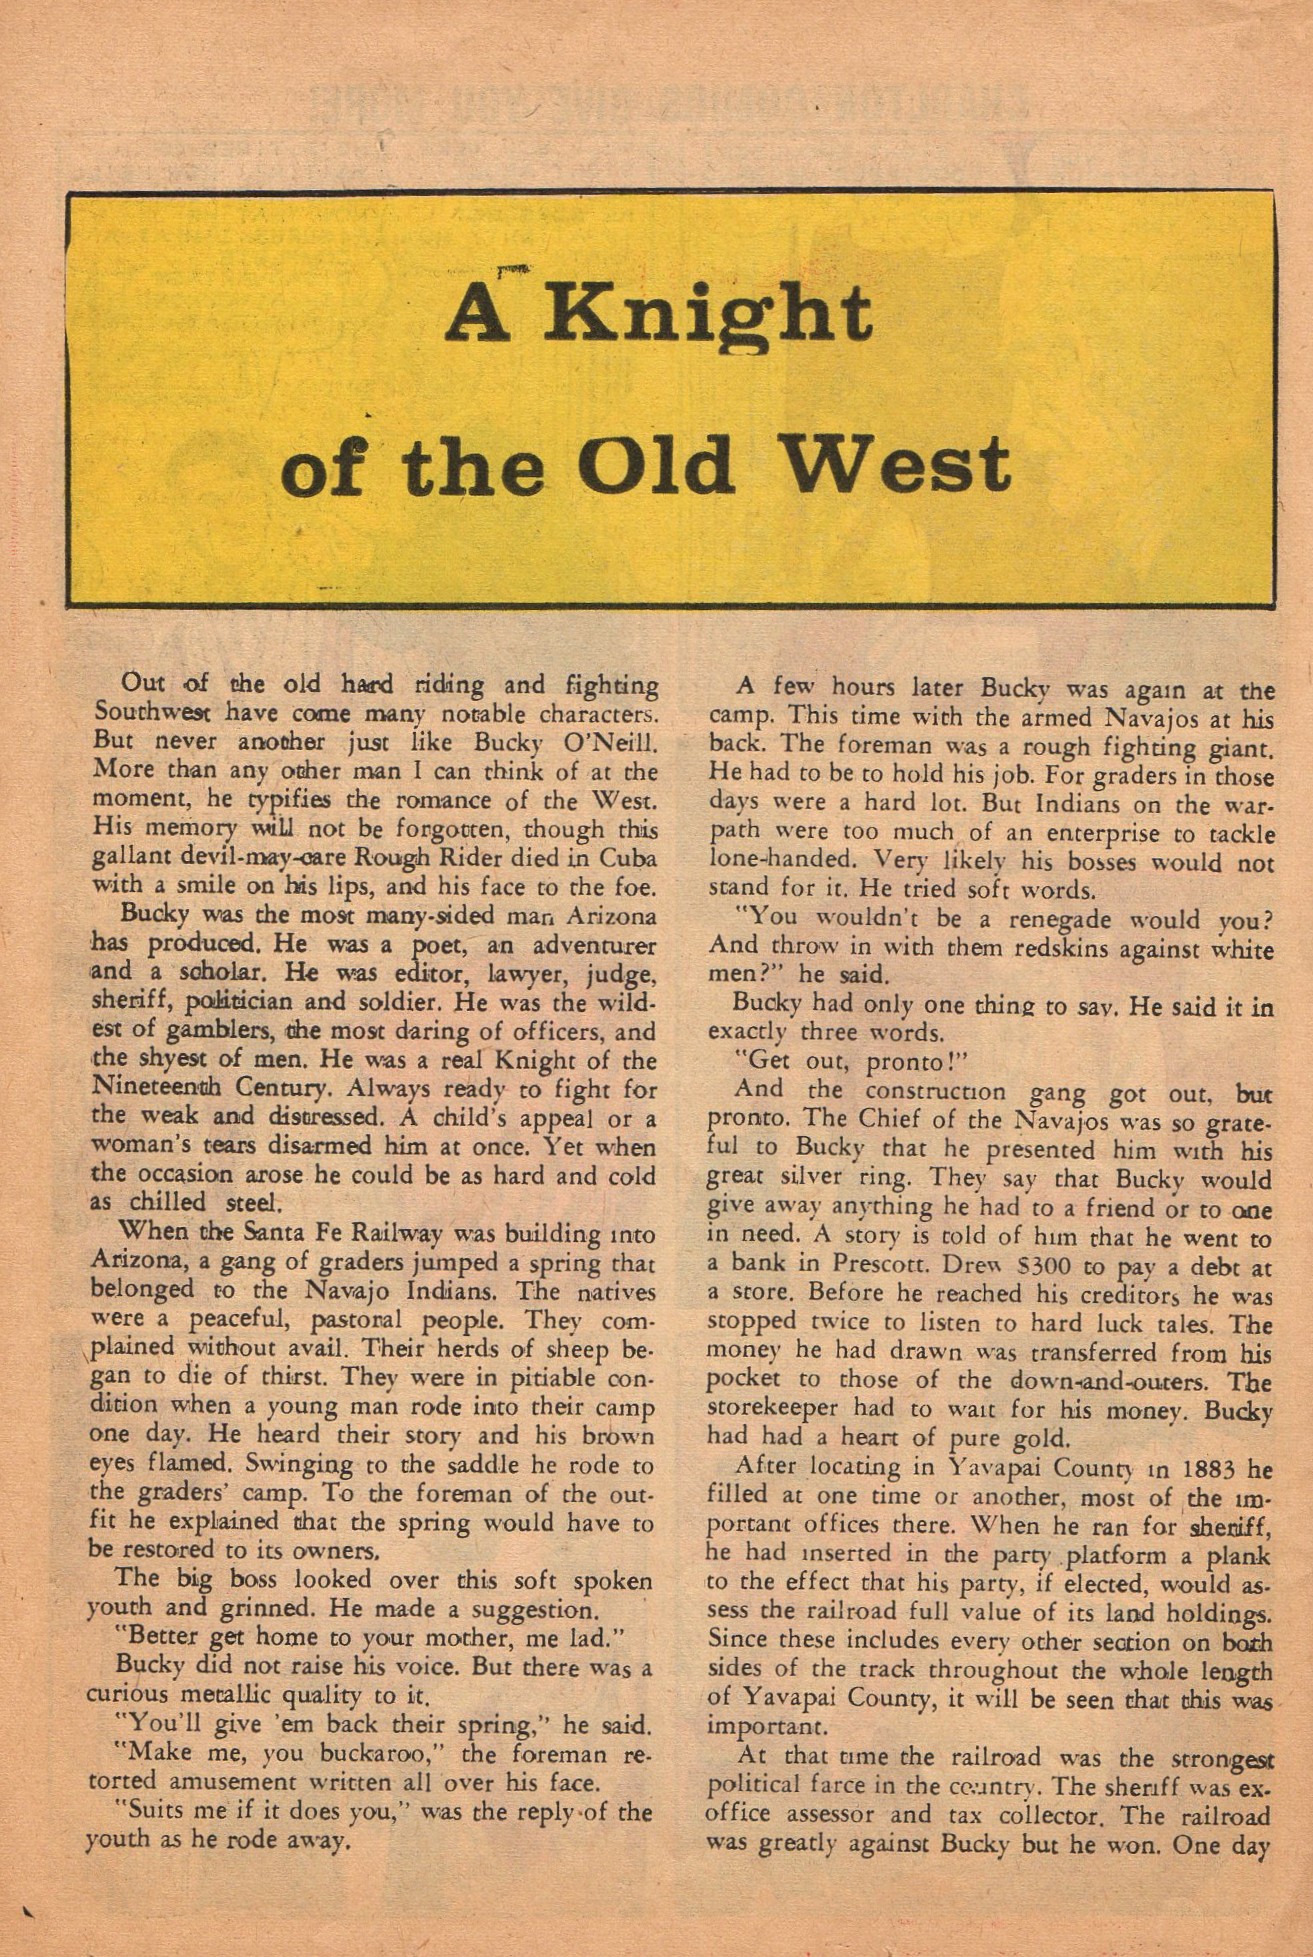 A Knight
of the Old West
Out of the old hard riding and fighting
Southwest have come many notable characters.
But never another just like Bucky O'Neill.
More than any other man I can think of at the
moment, he typifies the romance of the West.
His memory will not be forgotten, though this
gallant devil-may-care Rough Rider died in Cuba
with a smile on his lips, and his face to the foe.
Bucky was the most many-sided man Arizona
has produced. He was a poet, an adventurer
and a scholar. He was editor, lawyer, judge,
sheriff, politician and soldier. He was the wild-
est of gamblers, the most daring of officers, and
the shyest of men. He was a real Knight of the
Nineteenth Century. Always ready to fight for
the weak and distressed. A child's appeal or a
woman's tears disarmed him at once. Yet when
the occasion arose he could be as hard and cold
as chilled steel.
When the Santa Fe Railway was building into
Arizona, a gang of graders jumped a spring that
belonged to the Navajo Indians. The natives
were a peaceful, pastoral people. They com-
plained without avail. Their herds of sheep be-
gan to die of thirst. They were in pitiable con-
dition when a young man rode into their camp
one day. He heard their story and his brown
eyes flamed. Swinging to the saddle he rode to
the graders' camp. To the foreman of the out-
fit he explained that the spring would have to
be restored to its owners.
The big boss looked over this soft spoken
youth and grinned. He made a suggestion.
"Better get home to your mother, me lad."
Bucky did not raise his voice. But there was a
curious metallic quality to it.
"You'll give 'em back their spring," he said.
"Make me, you buckaroo," the foreman re-
torted amusement written all over his face.
"Suits me if it does you," was the reply of the
youth as he rode away.
A few hours later Bucky was again at the
camp. This time with the armed Navajos at his
back. The foreman was a rough fighting giant.
He had to be to hold his job. For graders in those
days were a hard lot. But Indians on the war-
path were too much of an enterprise to tackle
lone-handed. Very likely his bosses would not
stand for it. He tried soft words.
"You wouldn't be a renegade would you?
And throw in with them redskins against white
men?" he said.
Bucky had only one thing to say. He said it in
exactly three words.
"Get out, pronto!"
And the construction gang got out, but
pronto. The Chief of the Navajos was so grate-
ful to Bucky that he presented him with his
great silver ring. They say that Bucky would
give away anything he had to a friend or to one
in need. A story is told of him that he went to
a bank in Prescott. Drew $300 to pay a debt at
a store. Before he reached his creditors he was
stopped twice to listen to hard luck tales. The
money he had drawn was transferred from his
pocket to those of the down-and-outers. The
storekeeper had to wait for his money. Bucky
had had a heart of pure gold.
After locating in Yavapai County in 1883 he
filled at one time or another, most of the im-
portant offices there. When he ran for sheriff,
he had inserted in the party platform a plank
to the effect that his party, if elected, would as-
sess the railroad full value of its land holdings.
Since these includes every other section on both
sides of the track throughout the whole length
of Yavapai County, it will be seen that this was
important.
At that time the railroad was the strongest
political farce in the country. The sheriff was ex-
office assessor and tax collector. The railroad
was greatly against Bucky but he won. One day